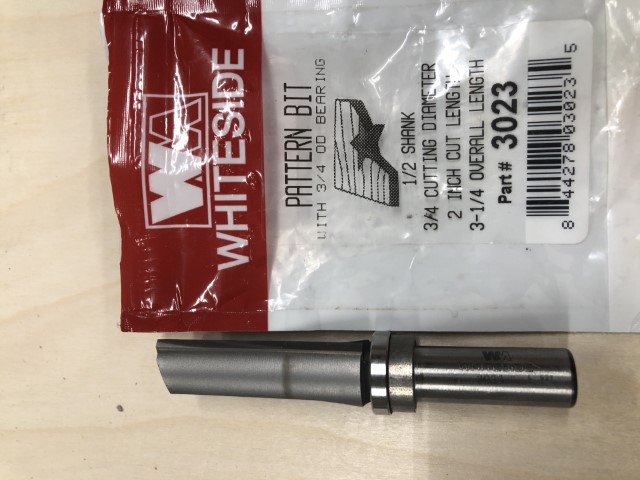 WHITESIDE
PATTERN BIT
WITH 3/4 OD BEARING
1/2 SHANK
3/4 CUTTING DIAMETER
2 INCH CUT LENGTH
3-1/4 OVERALL LENGTH
Part # 3023
8 44278 03023 5